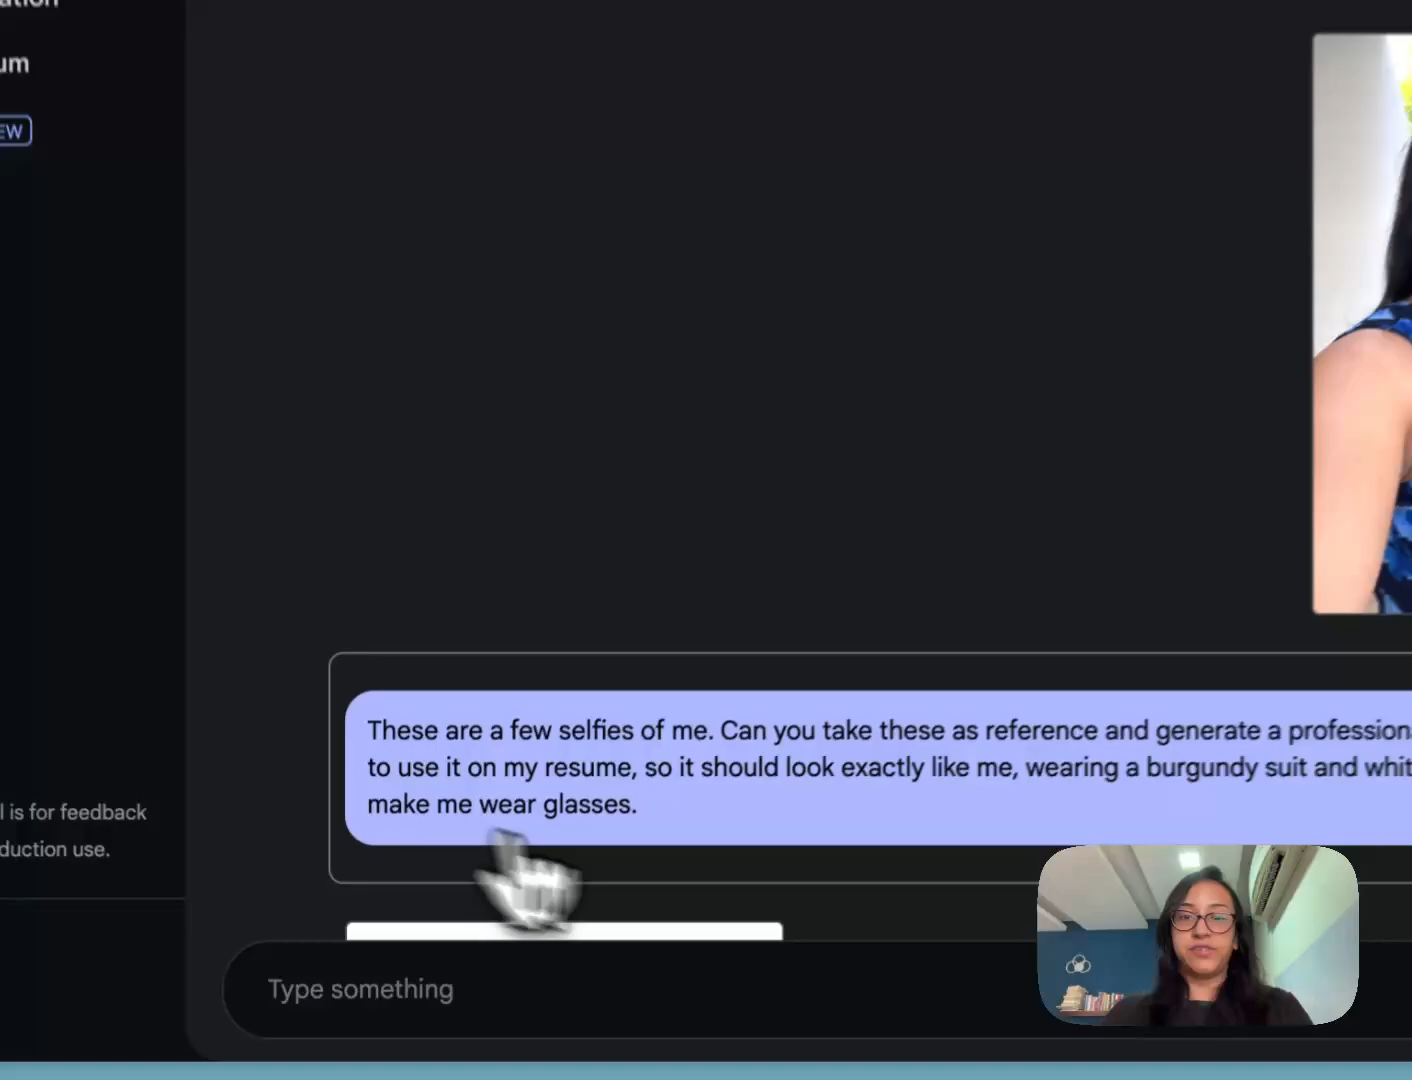 um
EW
These are a few selfies of me. Can you take these as reference and generate a
to use it on my resume, so it should look exactly like me, wearing a burgundy suit and
make me wear glasses.
is for feedback
duction use.
Type something